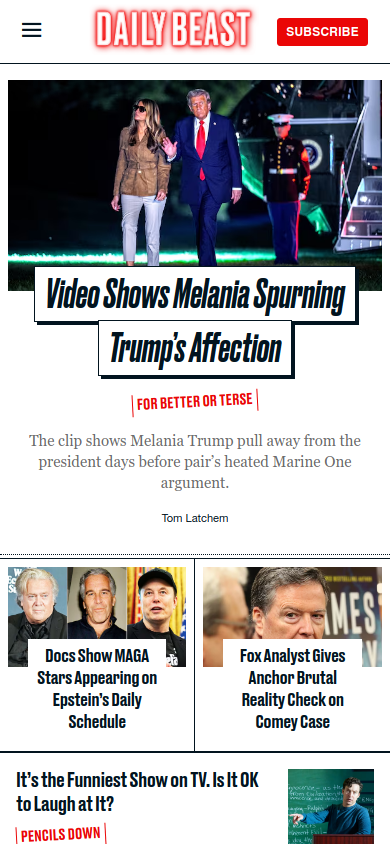 DAILY BEAST
SUBSCRIBE
Video Shows Melania Spurning
Trump's Affection
FOR BETTER OR TERSE
The clip shows Melania Trump pull away from the
president days before pair's heated Marine One
argument.
Tom Latchem
Docs Show MAGA
Stars Appearing on
Epstein's Daily
Schedule
Fox Analyst Gives
Anchor Brutal
Reality Check on
Comey Case
It's the Funniest Show on TV. Is It OK
to Laugh at It?
PENCILS DOWN